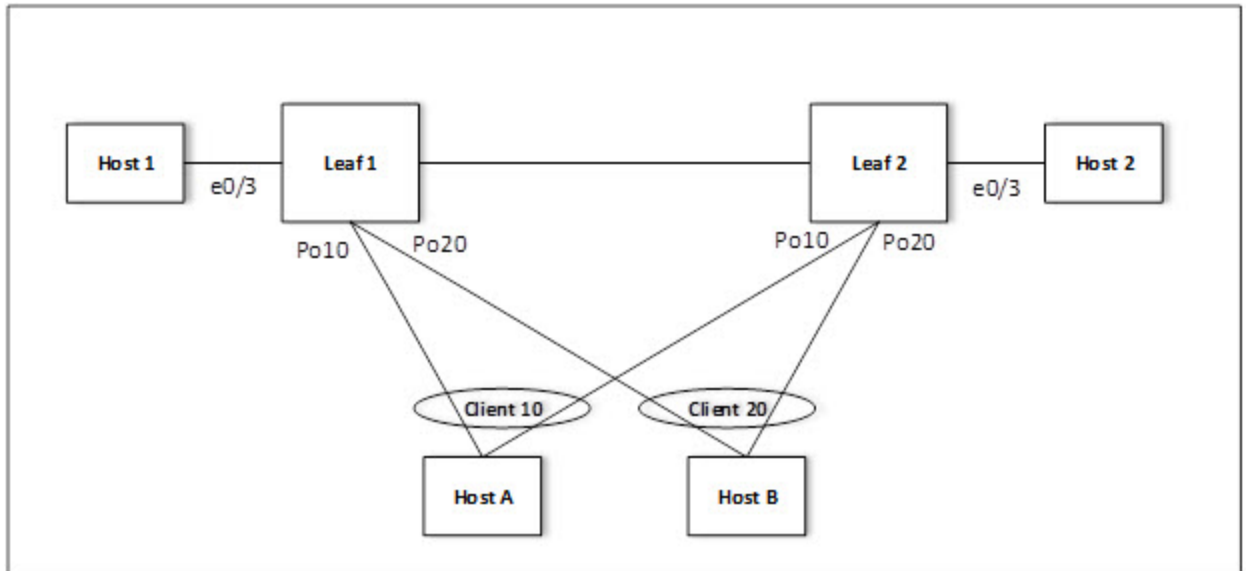 Host 1
Leaf 1
Leaf 2
Host 2
e0/3
e0/3
Po10
Po20
Po10
Po20
Client 10
Client 20
Host A
Host B